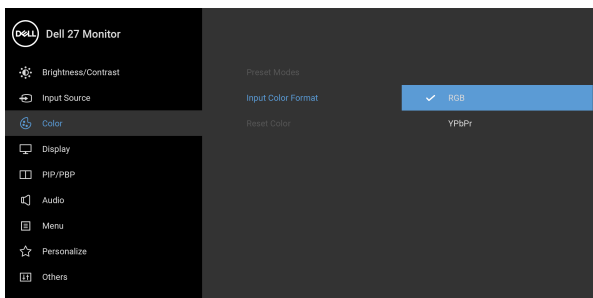 DELL Dell 27 Monitor
Brightness/Contrast
Preset Modes
Input Source
Input Color Format
RGB
Color
Reset Color
YPbPr
Display
PIP/PBP
Audio
Menu
Personalize
Others